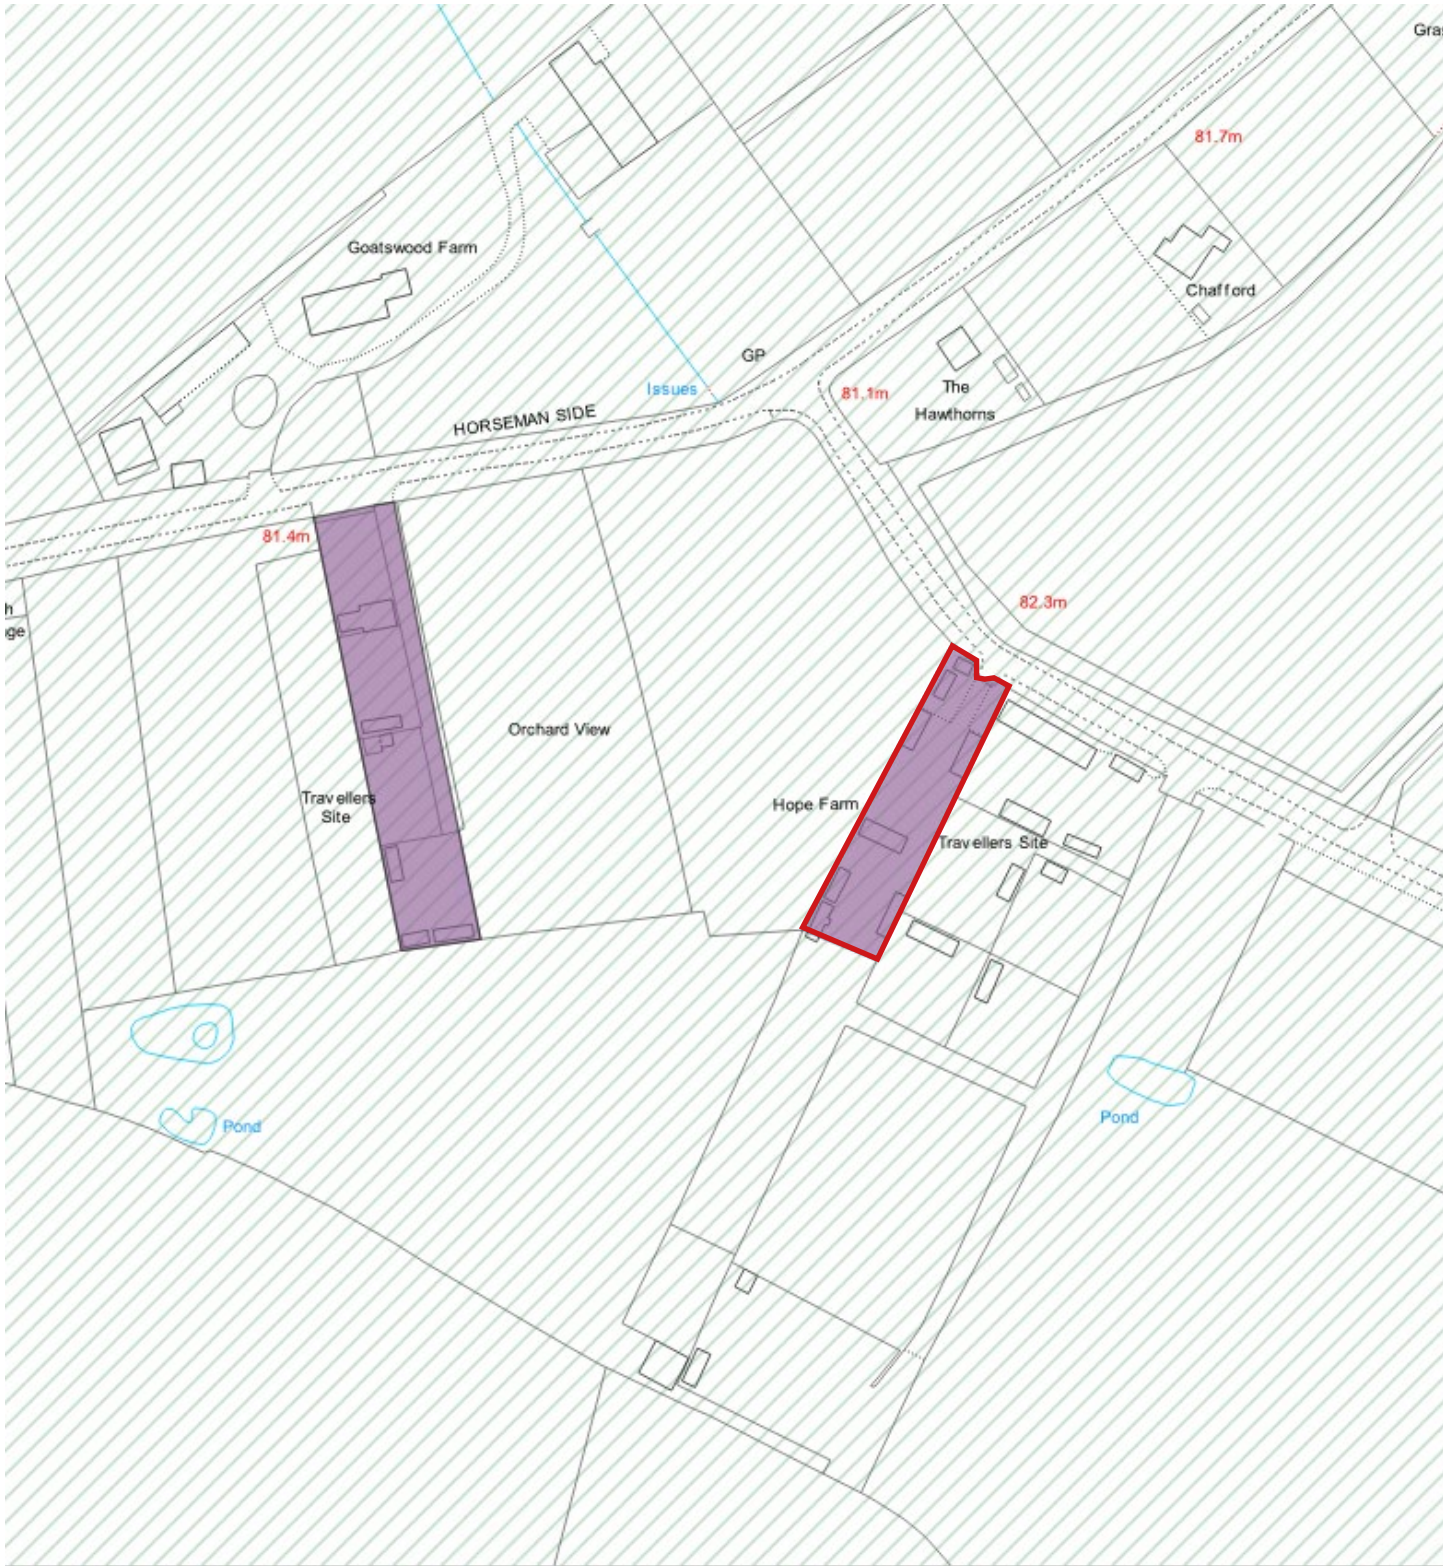 Gra
81.7m
Goatswood Farm
Chafford
GP
Issues
81.1m
The
Hawthorns
HORSEMAN SIDE
81.4m
82.3m
h
ge
Orchard View
Travellers
Site
Hope Farm
Travellers Site
Pond
Pond